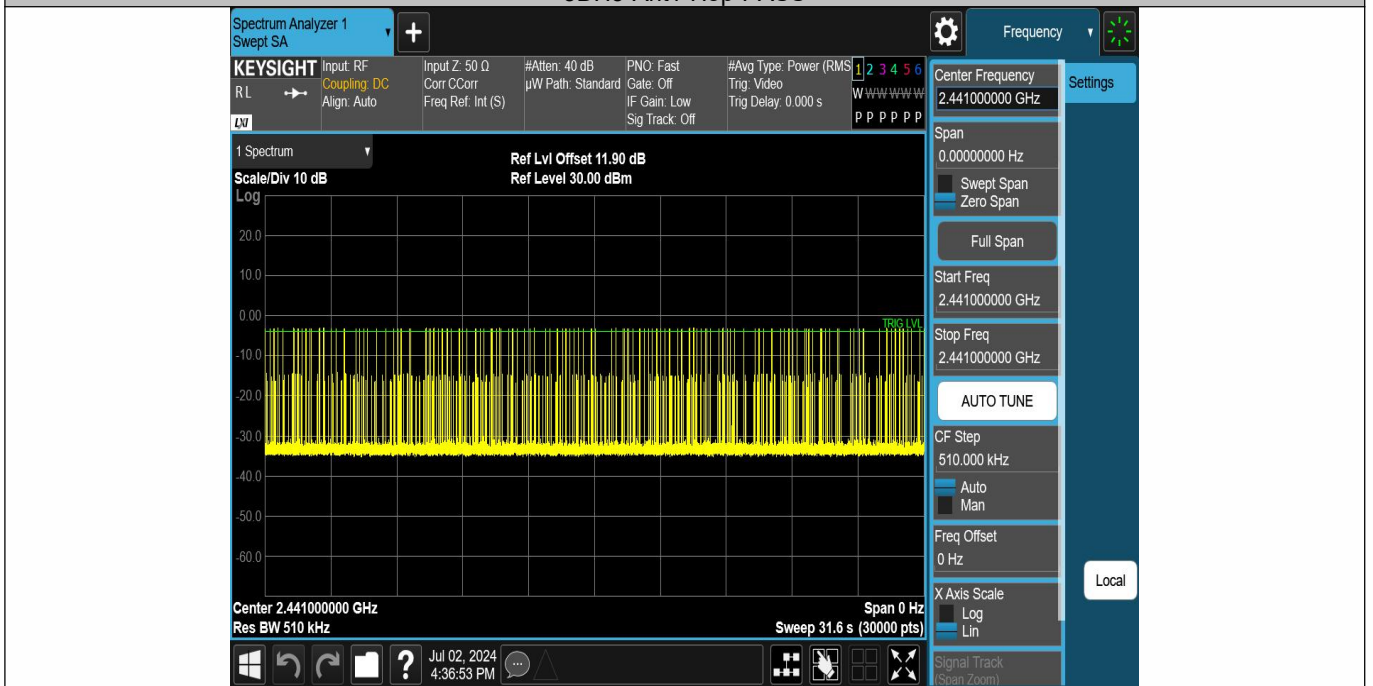 Spectrum Analyzer 1
Swept SA
+
Frequency
KEYSIGHT
RL
LXI
Input: RF
Coupling: DC
Align: Auto
Input Z: 50 Ω
Corr CCorr
Freq Ref: Int (S)
#Atten: 40 dB
µW Path: Standard
PNO: Fast
Gate: Off
IF Gain: Low
Sig Track: Off
#Avg Type: Power (RMS
Trig: Video
Trig Delay: 0.000 s
1 2 3 4 5 6
W W W W W W
P P P P P P
1 Spectrum
Scale/Div 10 dB
Ref Lvl Offset 11.90 dB
Ref Level 30.00 dBm
Log
20.0
10.0
0.00
TRIG LVL
-10.0
-20.0
-30.0
-40.0
-50.0
-60.0
Center 2.441000000 GHz
Span 0 Hz
Res BW 510 kHz
Sweep 31.6 s (30000 pts)
?
Jul 02, 2024
4:36:53 PM
Center Frequency
2.441000000 GHz
Settings
Span
0.00000000 Hz
Swept Span
Zero Span
Full Span
Start Freq
2.441000000 GHz
Stop Freq
2.441000000 GHz
AUTO TUNE
CF Step
510.000 kHz
Auto
Man
Freq Offset
0 Hz
Local
X Axis Scale
Log
Lin
Signal Track
(Span Zoom)